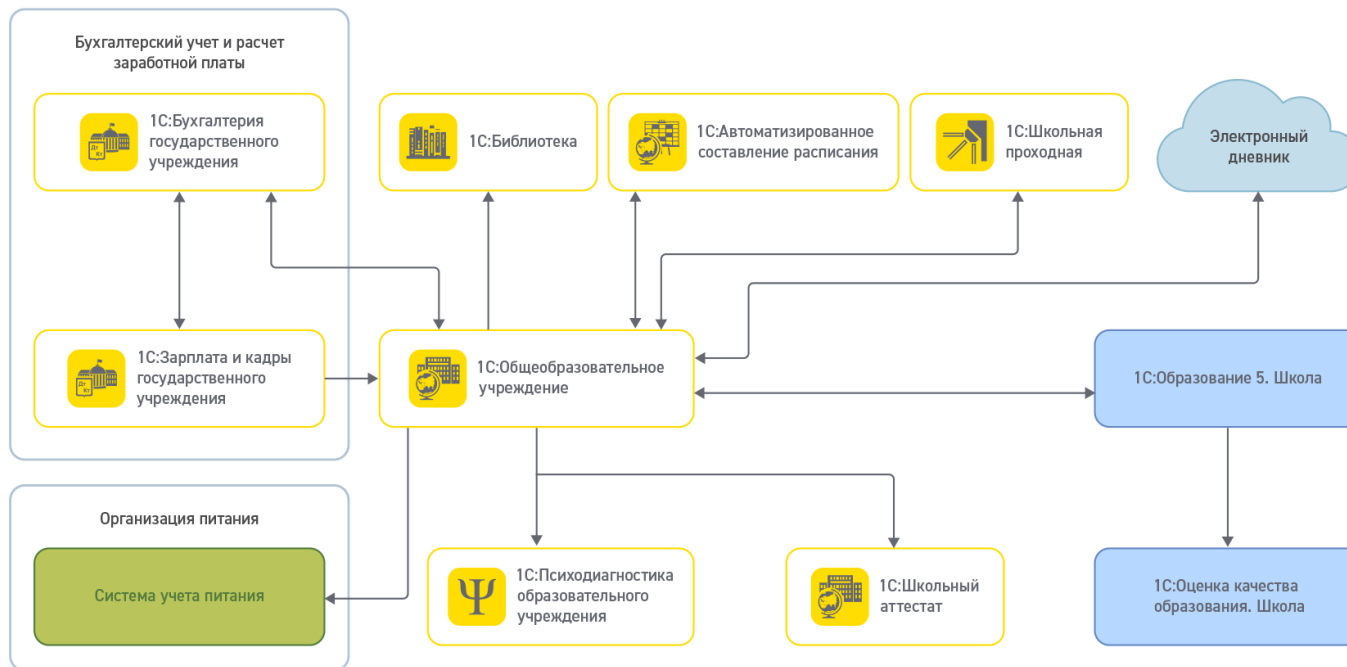 Бухгалтерский учет и расчет
заработной платы
1С:Бухгалтерия
государственного
учреждения
1С:Библиотека
1С:Автоматизированное
составление расписания
1С:Школьная
проходная
Электронный
дневник
1С:Зарплата и кадры
государственного
учреждения
1С:Общеобразовательное
учреждение
1С:Образование 5. Школа
Организация питания
Система учета питания
1С:Психодиагностика
образовательного
учреждения
1С:Школьный
аттестат
1С:Оценка качества
образования. Школа